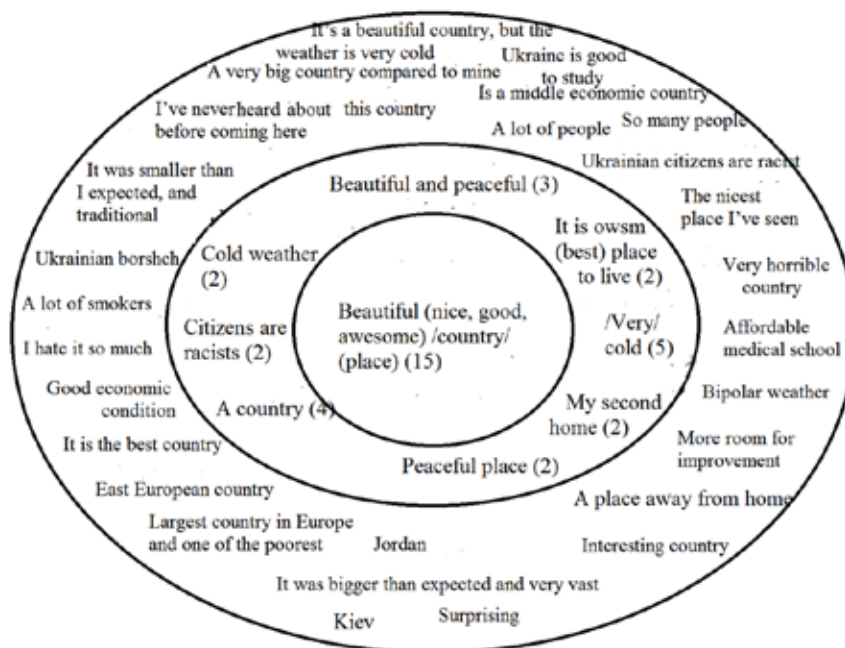 It's a beautiful country, but the
weather is very cold
Ukraine is good
to study
A very big country compared to mine
Is a middle economic country
I've never heard about this country
before coming here
A lot of people
So many people
Ukrainian citizens are racist
It was smaller than
I expected, and
traditional
Beautiful and peaceful (3)
The nicest
place I've seen
Ukrainian borshch
Cold weather
(2)
It is owsm
(best) place
to live (2)
Very horrible
country
A lot of smokers
Citizens are
racists (2)
Beautiful (nice, good,
awesome) /country/
(place) (15)
/Very/
cold (5)
Affordable
medical school
I hate it so much
Good economic
condition
A country (4)
My second
home (2)
Bipolar weather
It is the best country
Peaceful place (2)
More room for
improvement
East European country
A place away from home
Largest country in Europe
and one of the poorest
Jordan
Interesting country
It was bigger than expected and very vast
Kiev
Surprising